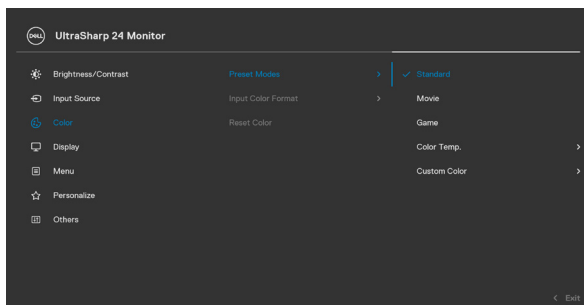 DELL UltraSharp 24 Monitor
Brightness/Contrast Preset Modes > ✓ Standard
Input Source Input Color Format > Movie
Color Reset Color Game
Display Color Temp. >
Menu Custom Color >
Personalize
Others
< Exit